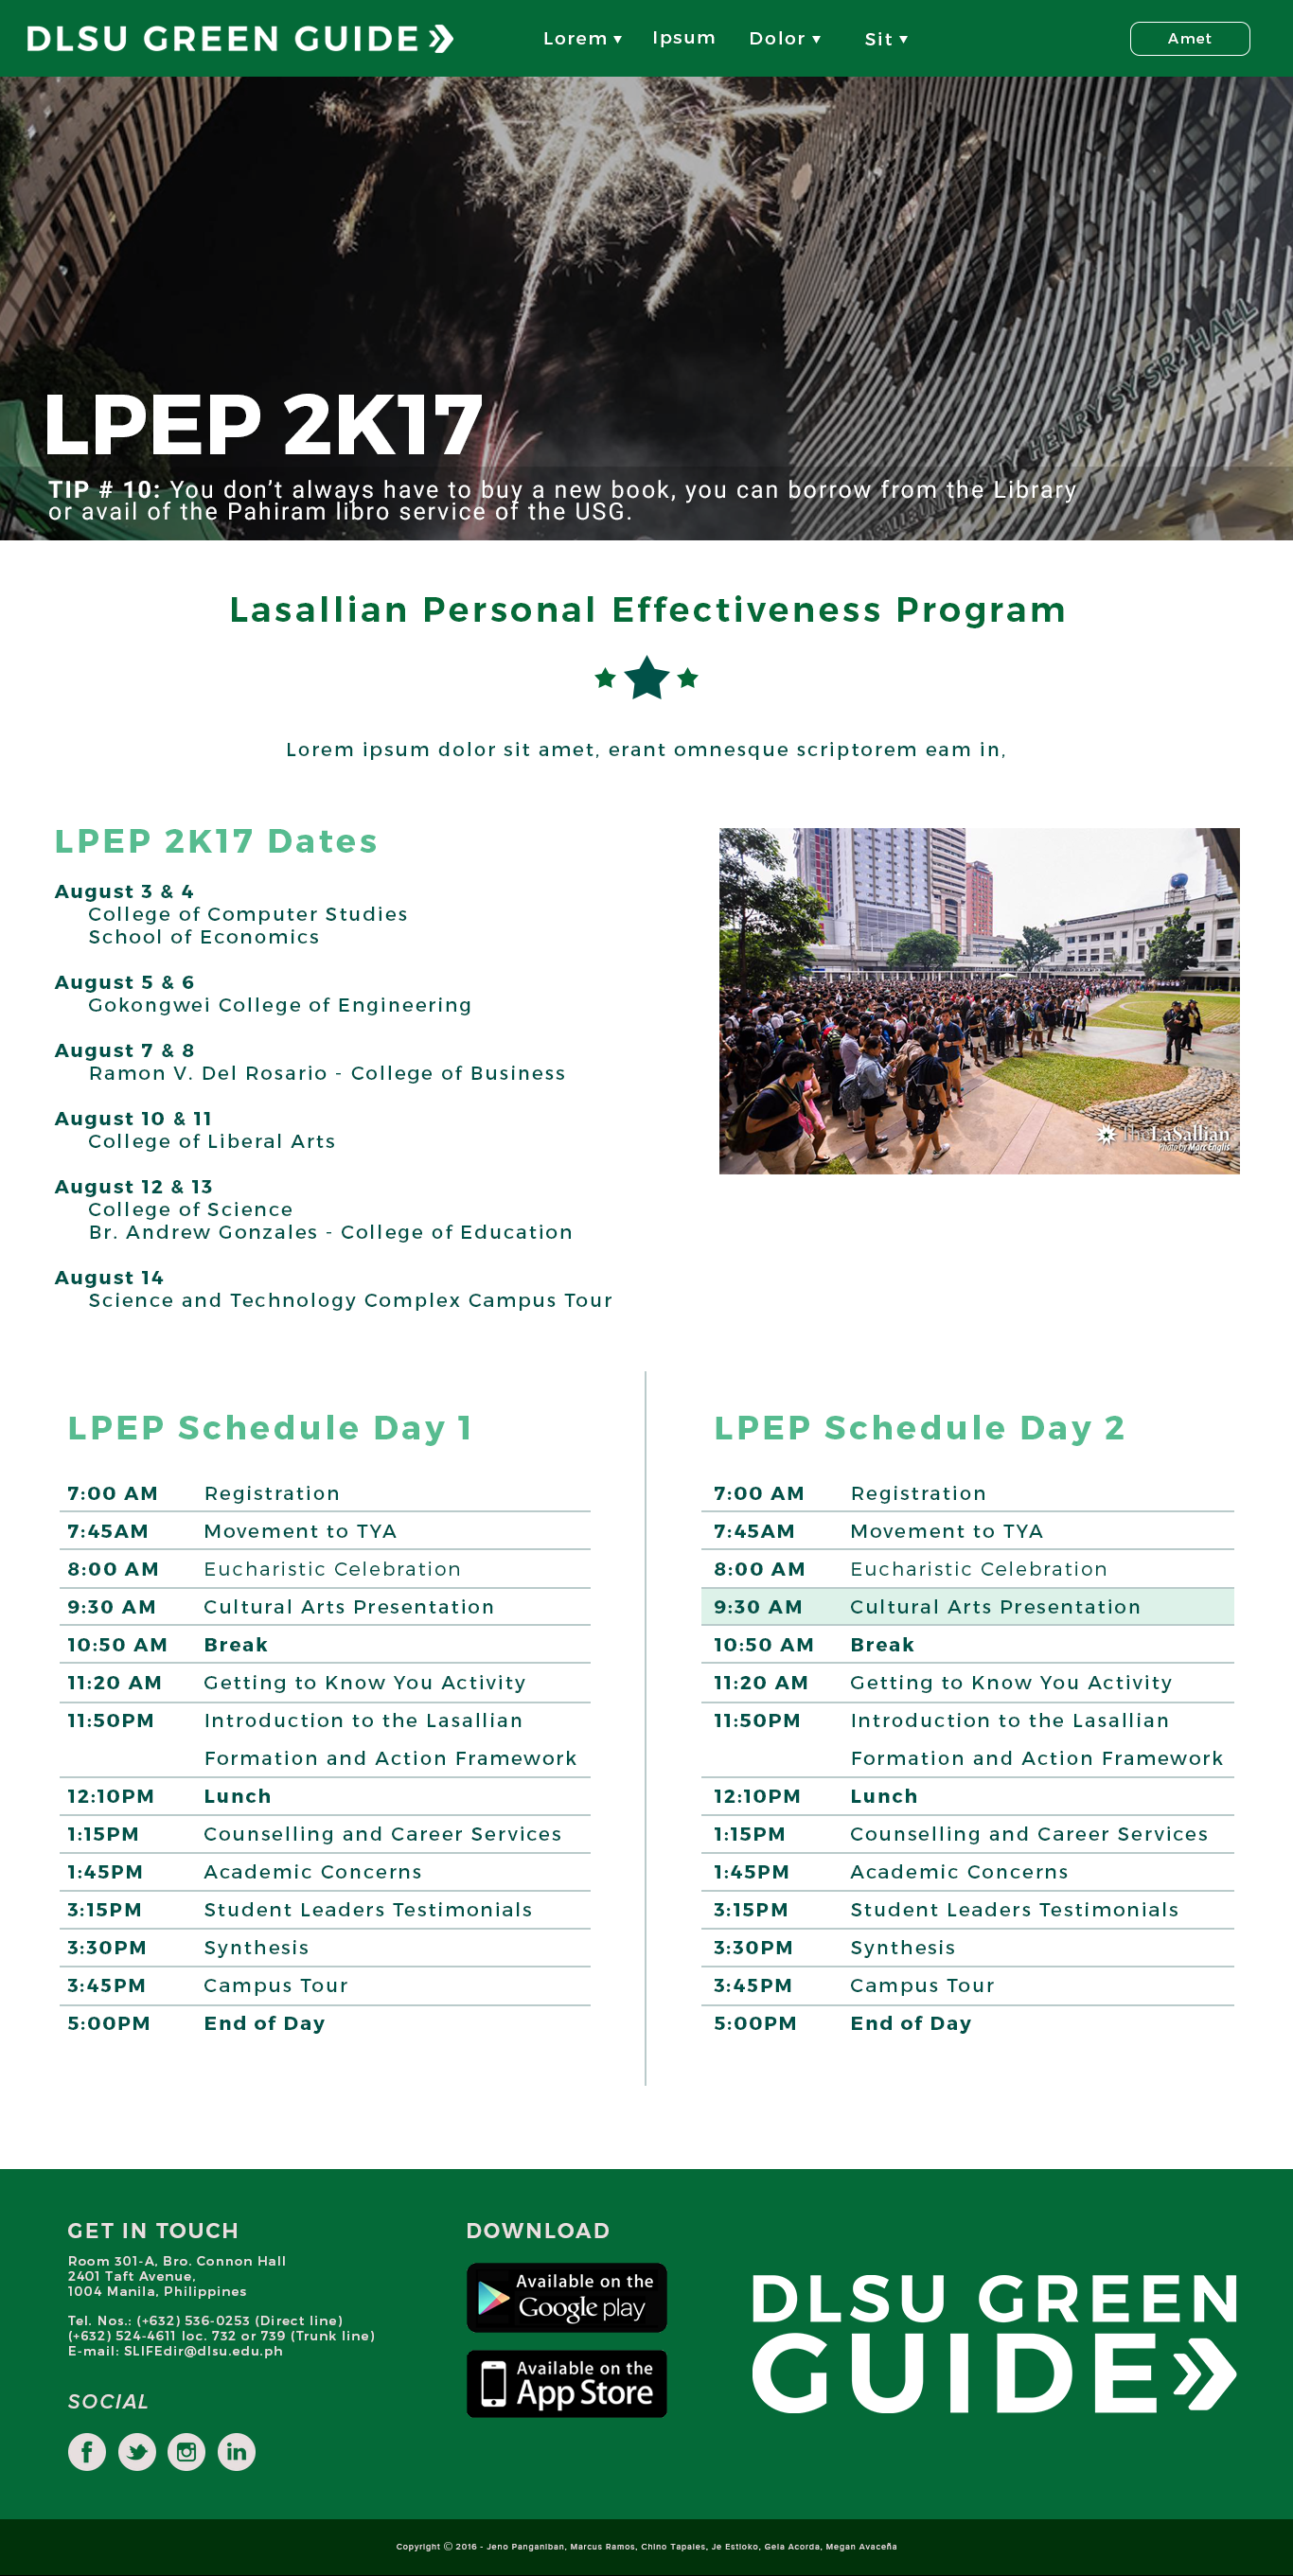 DLSU GREEN GUIDE
Lorem Ipsum Dolor Sit Amet
HENRY SY SR. HALL
LPEP 2K17
TIP # 10: You don't always have to buy a new book, you can borrow from the Library
or avail of the Pahiram libro service of the USG.
Lasallian Personal Effectiveness Program
Lorem ipsum dolor sit amet, erant omnesque scriptorem eam in,
LPEP 2K17 Dates
August 3 & 4
College of Computer Studies
School of Economics
August 5 & 6
Gokongwei College of Engineering
August 7 & 8
Ramon V. Del Rosario - College of Business
August 10 & 11
College of Liberal Arts
August 12 & 13
College of Science
Br. Andrew Gonzales - College of Education
August 14
Science and Technology Complex Campus Tour
TheLaSallian
Photo by Marc Englis
LPEP Schedule Day 1
7:00 AM Registration
7:45AM Movement to TYA
8:00 AM Eucharistic Celebration
9:30 AM Cultural Arts Presentation
10:50 AM Break
11:20 AM Getting to Know You Activity
11:50PM Introduction to the Lasallian
Formation and Action Framework
12:10PM Lunch
1:15PM Counselling and Career Services
1:45PM Academic Concerns
3:15PM Student Leaders Testimonials
3:30PM Synthesis
3:45PM Campus Tour
5:00PM End of Day
LPEP Schedule Day 2
7:00 AM Registration
7:45AM Movement to TYA
8:00 AM Eucharistic Celebration
9:30 AM Cultural Arts Presentation
10:50 AM Break
11:20 AM Getting to Know You Activity
11:50PM Introduction to the Lasallian
Formation and Action Framework
12:10PM Lunch
1:15PM Counselling and Career Services
1:45PM Academic Concerns
3:15PM Student Leaders Testimonials
3:30PM Synthesis
3:45PM Campus Tour
5:00PM End of Day
GET IN TOUCH
Room 301-A, Bro. Connon Hall
2401 Taft Avenue,
1004 Manila, Philippines
Tel. Nos.: (+632) 536-0253 (Direct line)
(+632) 524-4611 loc. 732 or 739 (Trunk line)
E-mail: SLIFEdir@dlsu.edu.ph
SOCIAL
DOWNLOAD
Available on the
Google play
Available on the
App Store
DLSU GREEN
GUIDE
Copyright © 2016 - Jeno Panganiban, Marcus Ramos, Chino Tapales, Je Estioko, Gela Acorda, Megan Avaceña